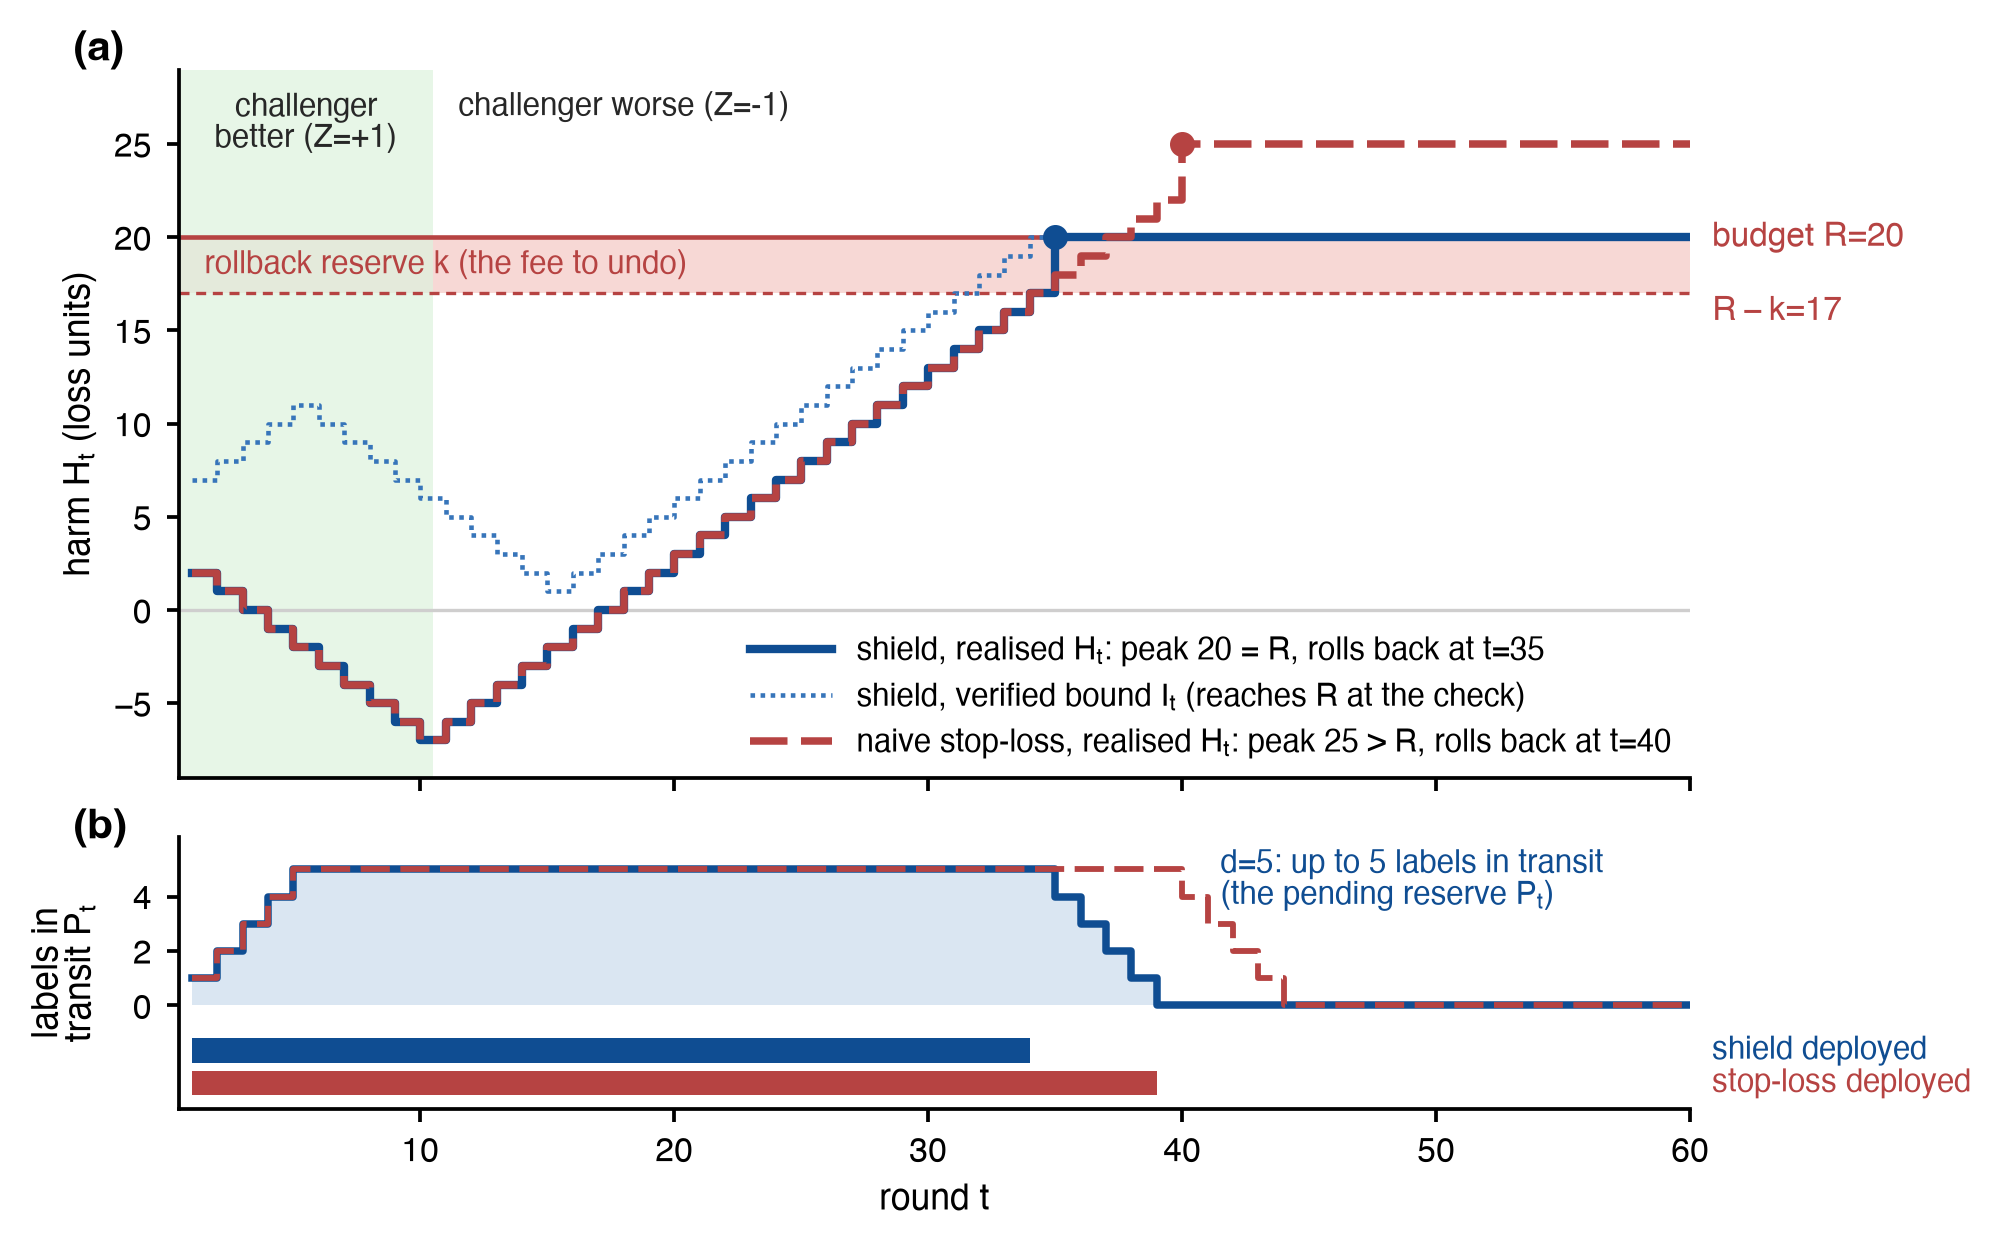 (a)
challenger
better (Z=+1)
challenger worse (Z=-1)
25
20
15
10
5
0
−5
harm Hₜ (loss units)
rollback reserve k (the fee to undo)
budget R=20
R − k=17
shield, realised Hₜ: peak 20 = R, rolls back at t=35
shield, verified bound Iₜ (reaches R at the check)
naive stop-loss, realised Hₜ: peak 25 > R, rolls back at t=40
(b)
d=5: up to 5 labels in transit
(the pending reserve Pₜ)
4
2
0
labels in
transit Pₜ
shield deployed
stop-loss deployed
10
20
30
40
50
60
round t